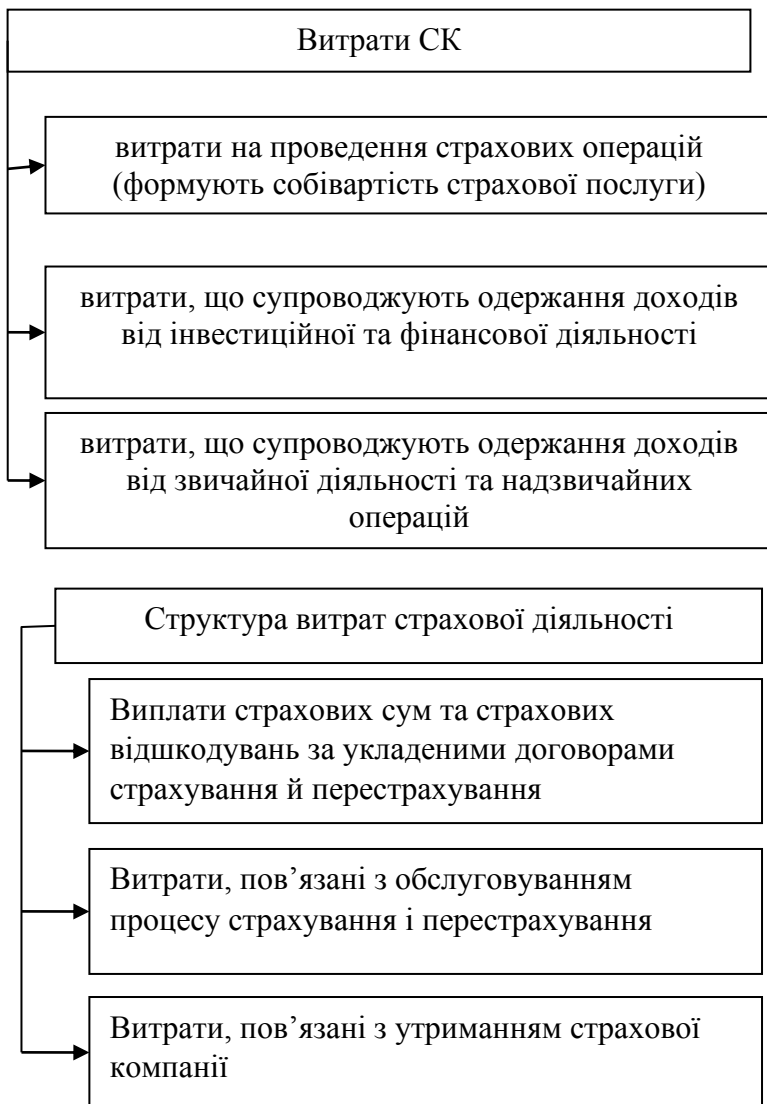 Витрати СК
витрати на проведення страхових операцій
(формують собівартість страхової послуги)
витрати, що супроводжують одержання доходів
від інвестиційної та фінансової діяльності
витрати, що супроводжують одержання доходів
від звичайної діяльності та надзвичайних
операцій
Структура витрат страхової діяльності
Виплати страхових сум та страхових
відшкодувань за укладеними договорами
страхування й перестрахування
Витрати, пов’язані з обслуговуванням
процесу страхування і перестрахування
Витрати, пов’язані з утриманням страхової
компанії